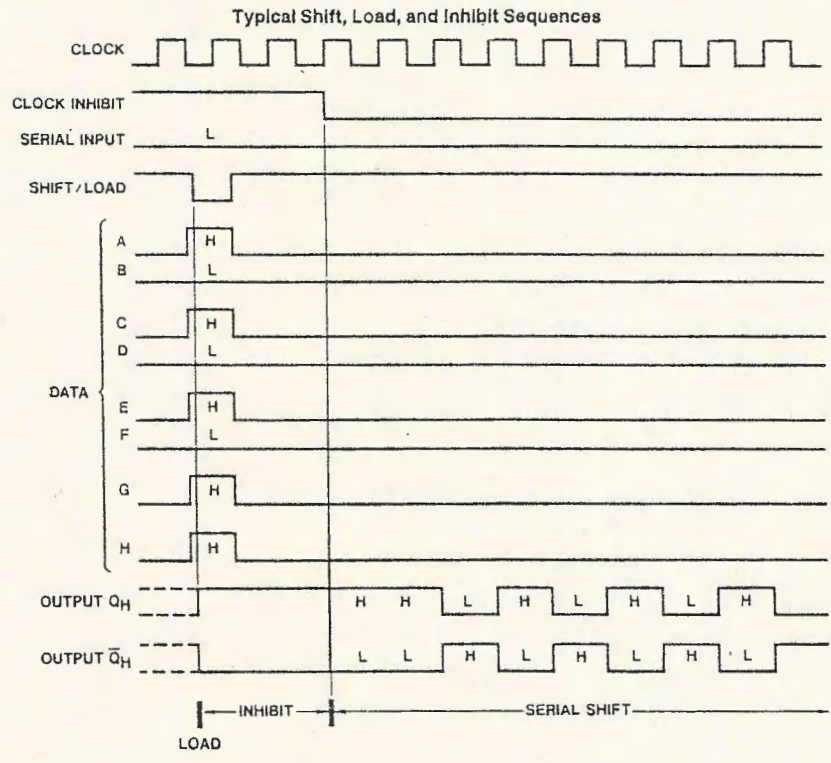 Typical Shift, Load, and Inhibit Sequences
CLOCK
CLOCK INHIBIT
SERIAL INPUT L
SHIFT/LOAD
DATA
A H
B L
C H
D L
E H
F L
G H
H H
OUTPUT QH H H L H L H L H
OUTPUT Q̅H L L H L H L H L
INHIBIT SERIAL SHIFT
LOAD